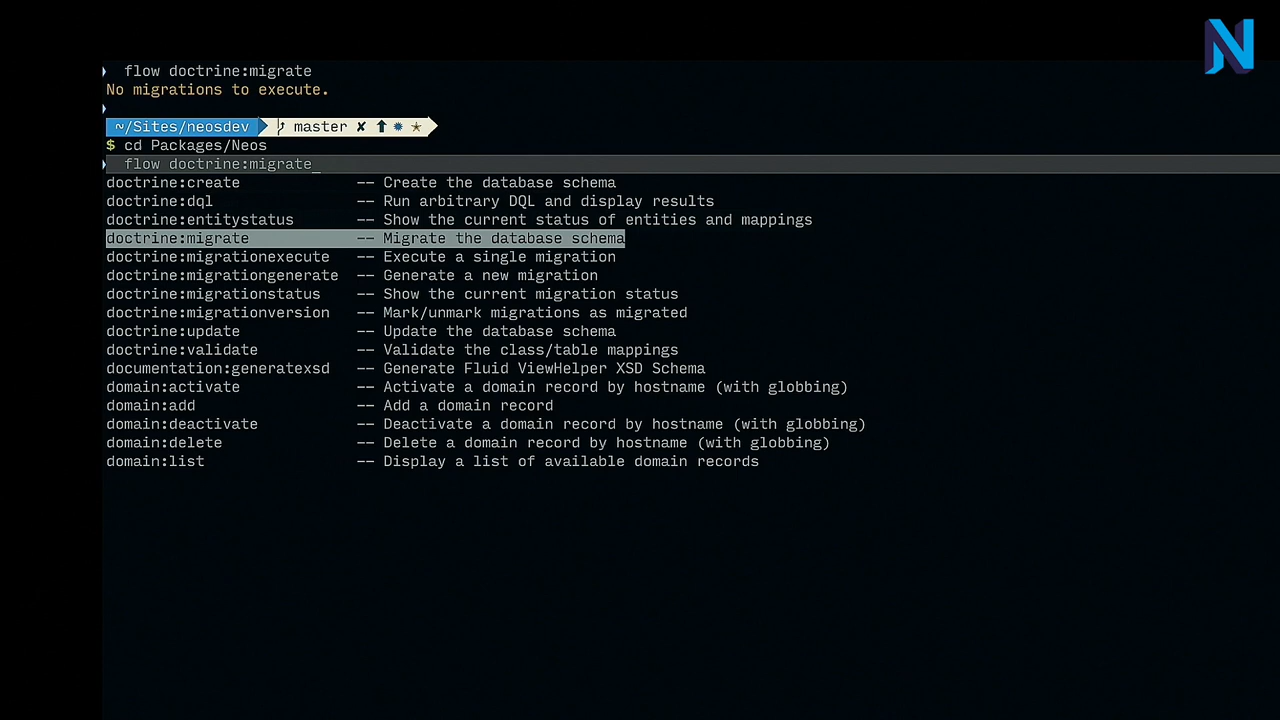 flow doctrine:migrate
No migrations to execute.
~/Sites/neosdev master ✘ ⬆ ✹ ✭
$ cd Packages/Neos
flow doctrine:migrate_
doctrine:create -- Create the database schema
doctrine:dql -- Run arbitrary DQL and display results
doctrine:entitystatus -- Show the current status of entities and mappings
doctrine:migrate -- Migrate the database schema
doctrine:migrationexecute -- Execute a single migration
doctrine:migrationgenerate -- Generate a new migration
doctrine:migrationstatus -- Show the current migration status
doctrine:migrationversion -- Mark/unmark migrations as migrated
doctrine:update -- Update the database schema
doctrine:validate -- Validate the class/table mappings
documentation:generatexsd -- Generate Fluid ViewHelper XSD Schema
domain:activate -- Activate a domain record by hostname (with globbing)
domain:add -- Add a domain record
domain:deactivate -- Deactivate a domain record by hostname (with globbing)
domain:delete -- Delete a domain record by hostname (with globbing)
domain:list -- Display a list of available domain records